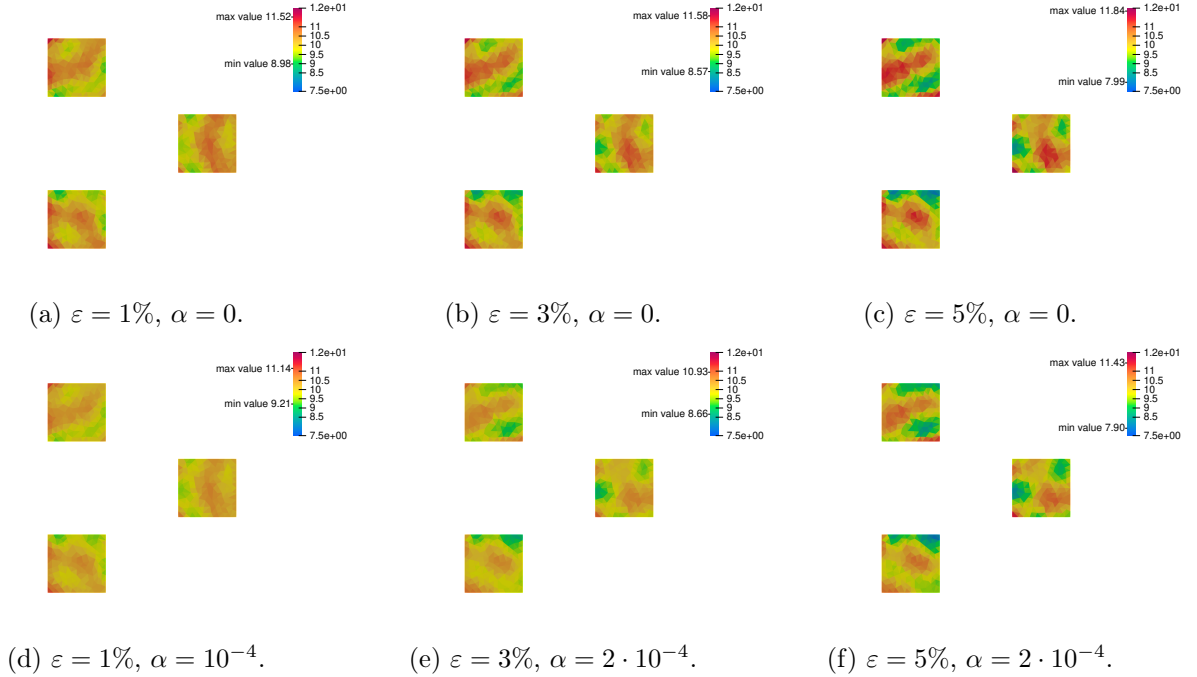 max value 11.52
min value 8.98
1.2e+01
11
10.5
10
9.5
9
8.5
7.5e+00
max value 11.58
min value 8.57
1.2e+01
11
10.5
10
9.5
9
8.5
7.5e+00
max value 11.84
min value 7.99
1.2e+01
11
10.5
10
9.5
9
8.5
7.5e+00
(a) ε = 1%, α = 0.
(b) ε = 3%, α = 0.
(c) ε = 5%, α = 0.
max value 11.14
min value 9.21
1.2e+01
11
10.5
10
9.5
9
8.5
7.5e+00
max value 10.93
min value 8.66
1.2e+01
11
10.5
10
9.5
9
8.5
7.5e+00
max value 11.43
min value 7.90
1.2e+01
11
10.5
10
9.5
9
8.5
7.5e+00
(d) ε = 1%, α = 10⁻⁴.
(e) ε = 3%, α = 2 · 10⁻⁴.
(f) ε = 5%, α = 2 · 10⁻⁴.